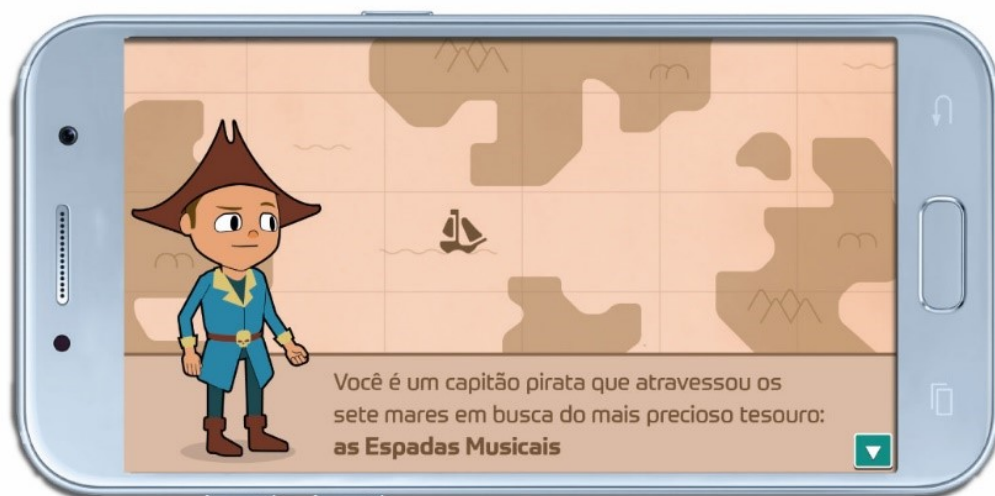 Você é um capitão pirata que atravessou os
sete mares em busca do mais precioso tesouro:
as Espadas Musicais